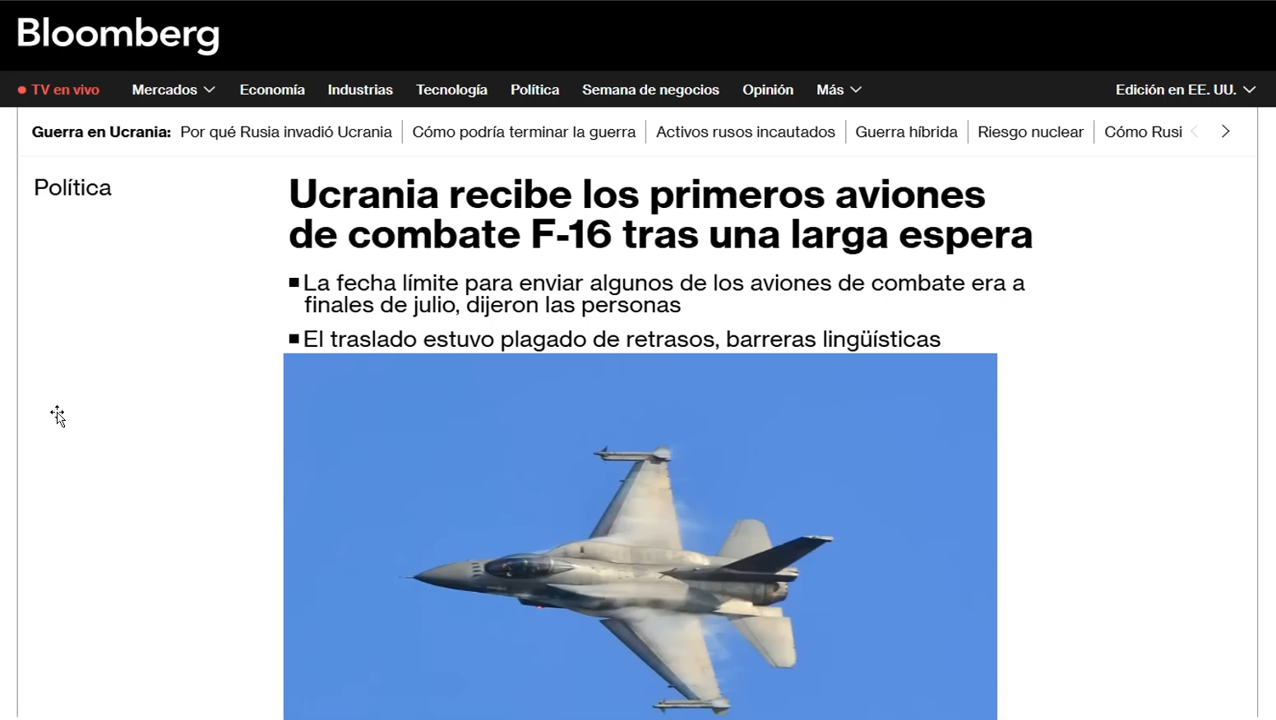 Bloomberg
TV en vivo Mercados Economía Industrias Tecnología Política Semana de negocios Opinión Más Edición en EE. UU.
Guerra en Ucrania: Por qué Rusia invadió Ucrania Cómo podría terminar la guerra Activos rusos incautados Guerra híbrida Riesgo nuclear Cómo Rusi
Política
Ucrania recibe los primeros aviones
de combate F-16 tras una larga espera
La fecha límite para enviar algunos de los aviones de combate era a
finales de julio, dijeron las personas
El traslado estuvo plagado de retrasos, barreras lingüísticas